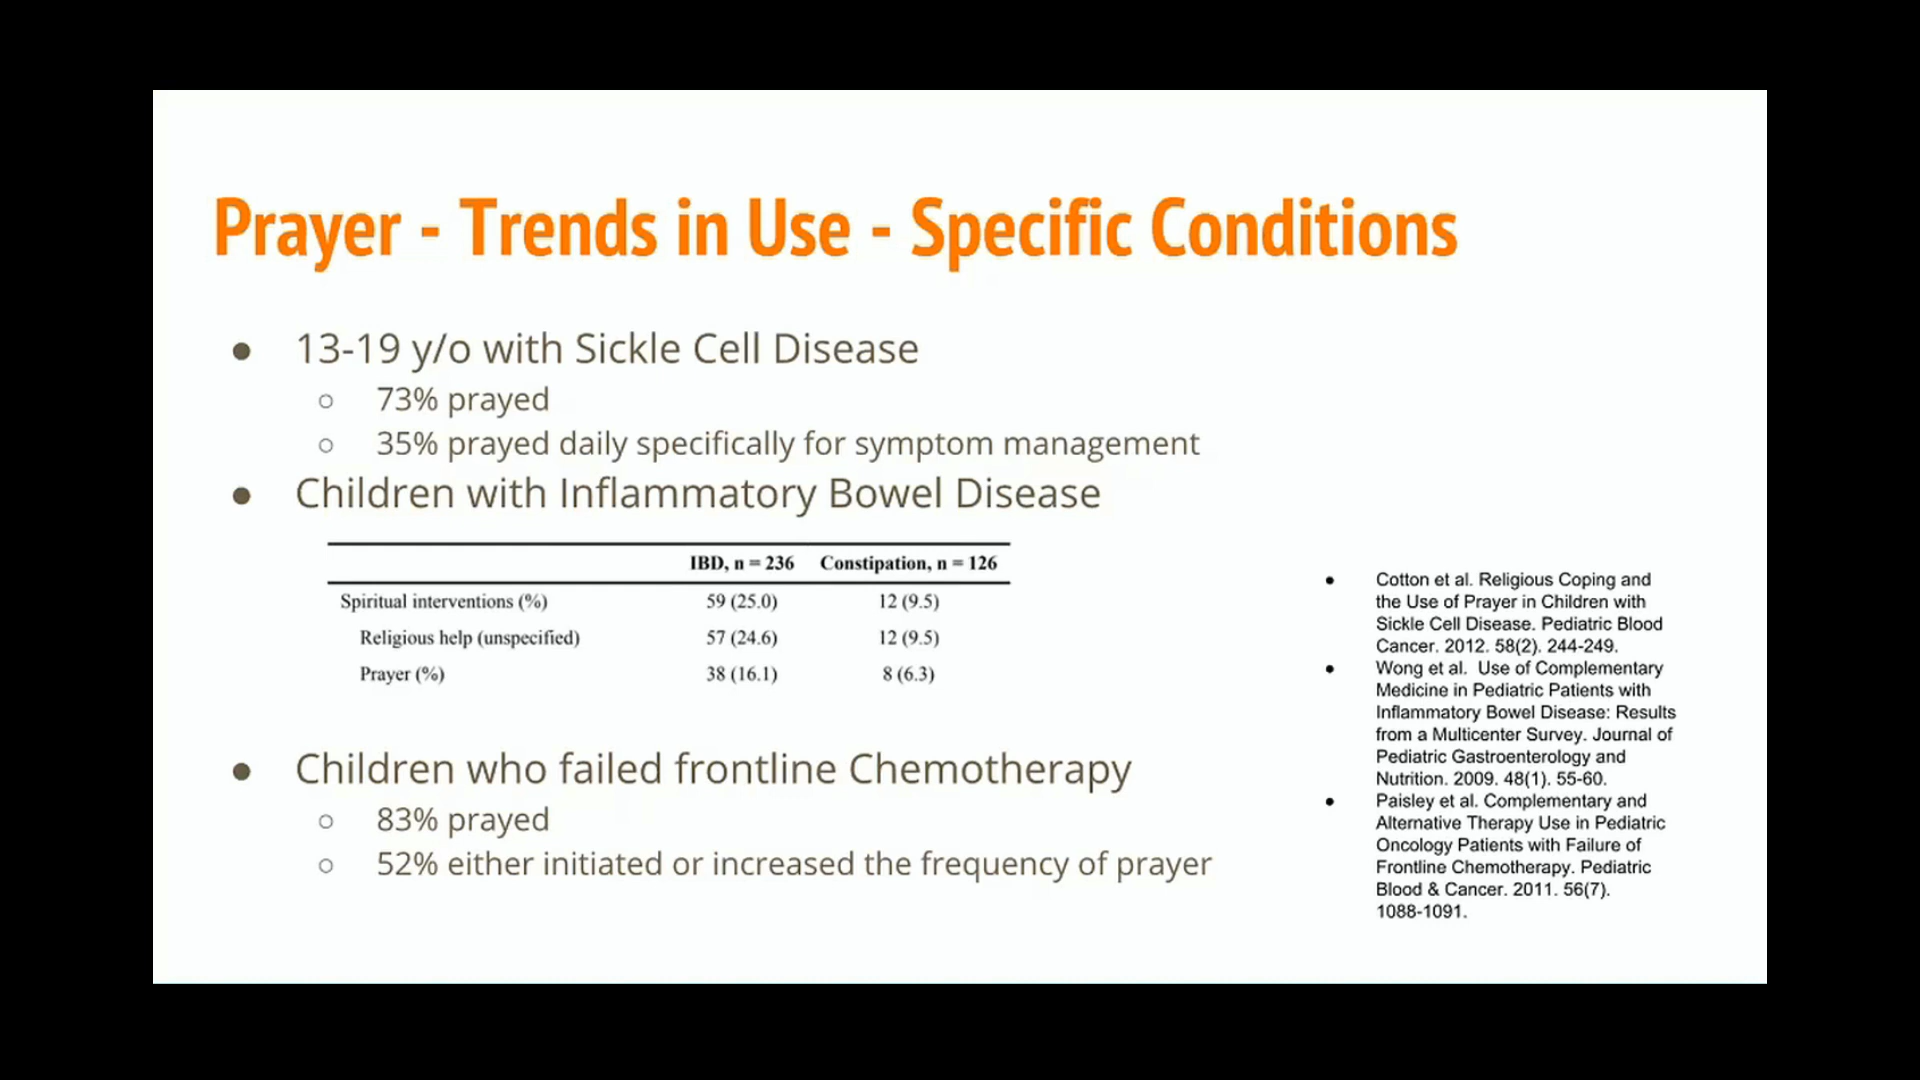 Prayer - Trends in Use - Specific Conditions
● 13-19 y/o with Sickle Cell Disease
○ 73% prayed
○ 35% prayed daily specifically for symptom management
● Children with Inflammatory Bowel Disease
IBD, n = 236 Constipation, n = 126
Spiritual interventions (%) 59 (25.0) 12 (9.5)
Religious help (unspecified) 57 (24.6) 12 (9.5)
Prayer (%) 38 (16.1) 8 (6.3)
● Children who failed frontline Chemotherapy
○ 83% prayed
○ 52% either initiated or increased the frequency of prayer
● Cotton et al. Religious Coping and
the Use of Prayer in Children with
Sickle Cell Disease. Pediatric Blood
Cancer. 2012. 58(2). 244-249.
● Wong et al. Use of Complementary
Medicine in Pediatric Patients with
Inflammatory Bowel Disease: Results
from a Multicenter Survey. Journal of
Pediatric Gastroenterology and
Nutrition. 2009. 48(1). 55-60.
● Paisley et al. Complementary and
Alternative Therapy Use in Pediatric
Oncology Patients with Failure of
Frontline Chemotherapy. Pediatric
Blood & Cancer. 2011. 56(7).
1088-1091.